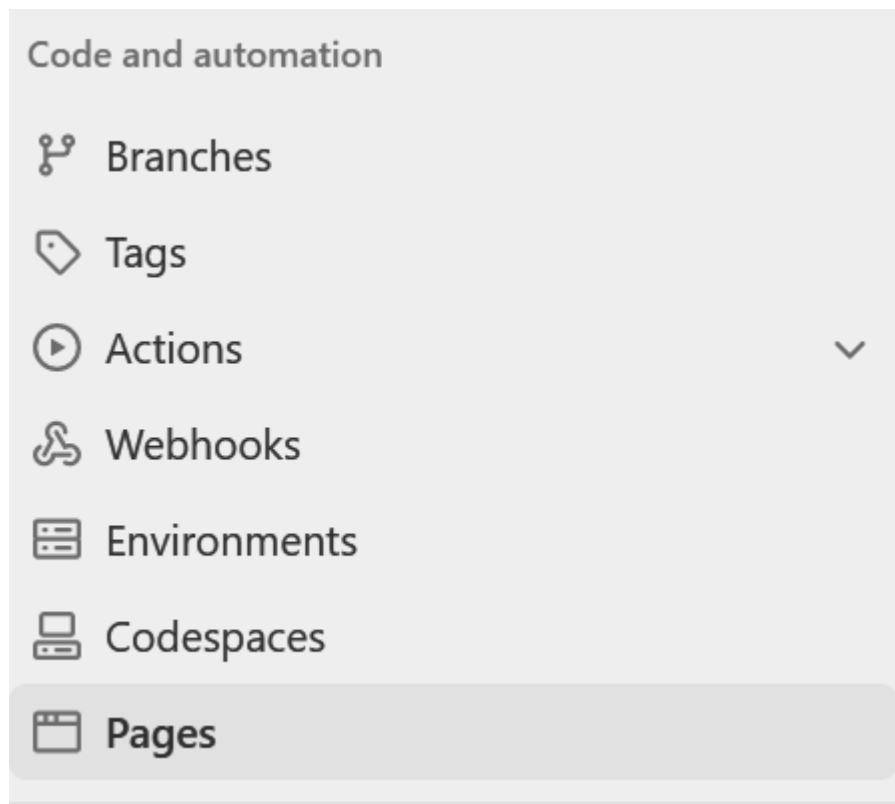 Code and automation
Branches
Tags
Actions
Webhooks
Environments
Codespaces
Pages